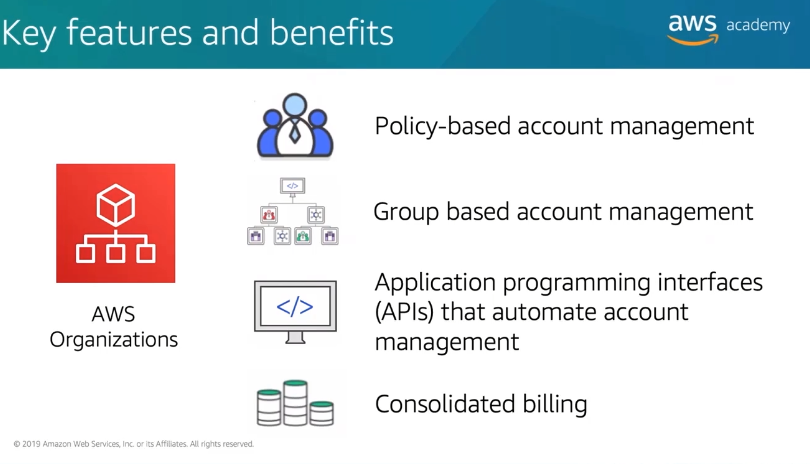 Key features and benefits
aws academy
Policy-based account management
</>
Group based account management
Application programming interfaces
(APIs) that automate account
management
</>
AWS
Organizations
Consolidated billing
© 2019 Amazon Web Services, Inc. or its Affiliates. All rights reserved.